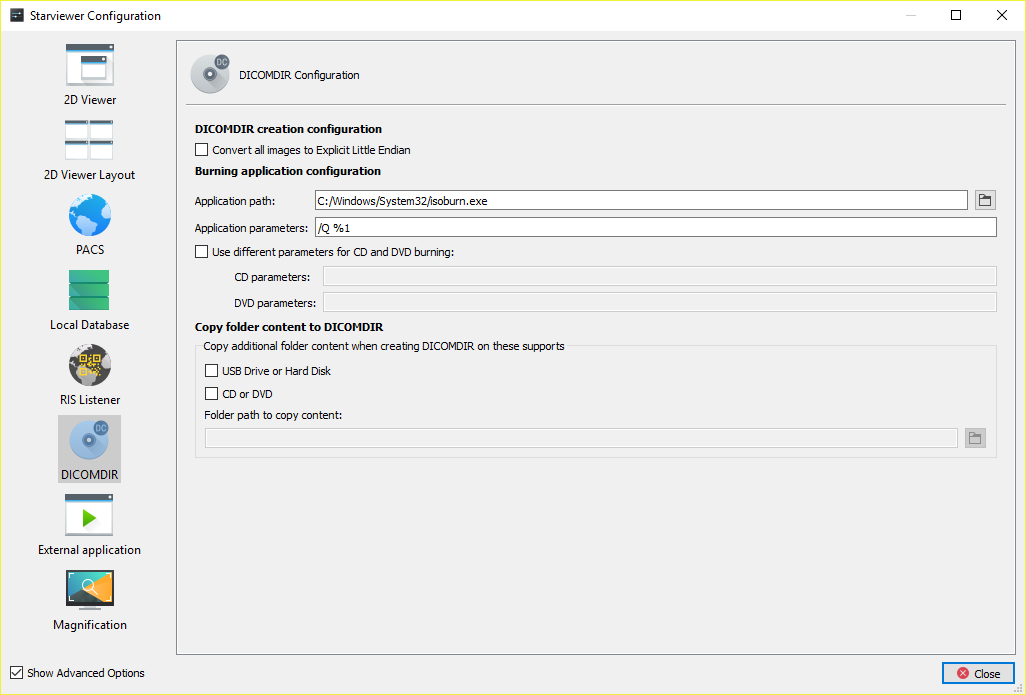 Starviewer Configuration
2D Viewer
2D Viewer Layout
PACS
Local Database
RIS Listener
DC
DICOMDIR
External application
Magnification
DC
DICOMDIR Configuration
DICOMDIR creation configuration
Convert all images to Explicit Little Endian
Burning application configuration
Application path: C:/Windows/System32/isoburn.exe
Application parameters: /Q %1
Use different parameters for CD and DVD burning:
CD parameters:
DVD parameters:
Copy folder content to DICOMDIR
Copy additional folder content when creating DICOMDIR on these supports
USB Drive or Hard Disk
CD or DVD
Folder path to copy content:
Show Advanced Options
Close